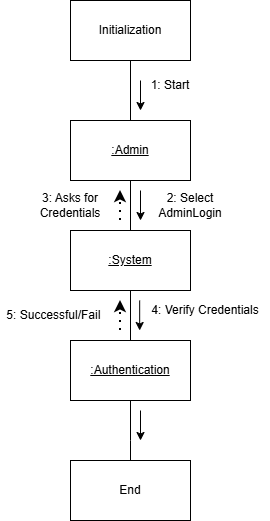 Initialization
1: Start
:Admin
3: Asks for
Credentials
2: Select
AdminLogin
:System
5: Successful/Fail
4: Verify Credentials
:Authentication
End